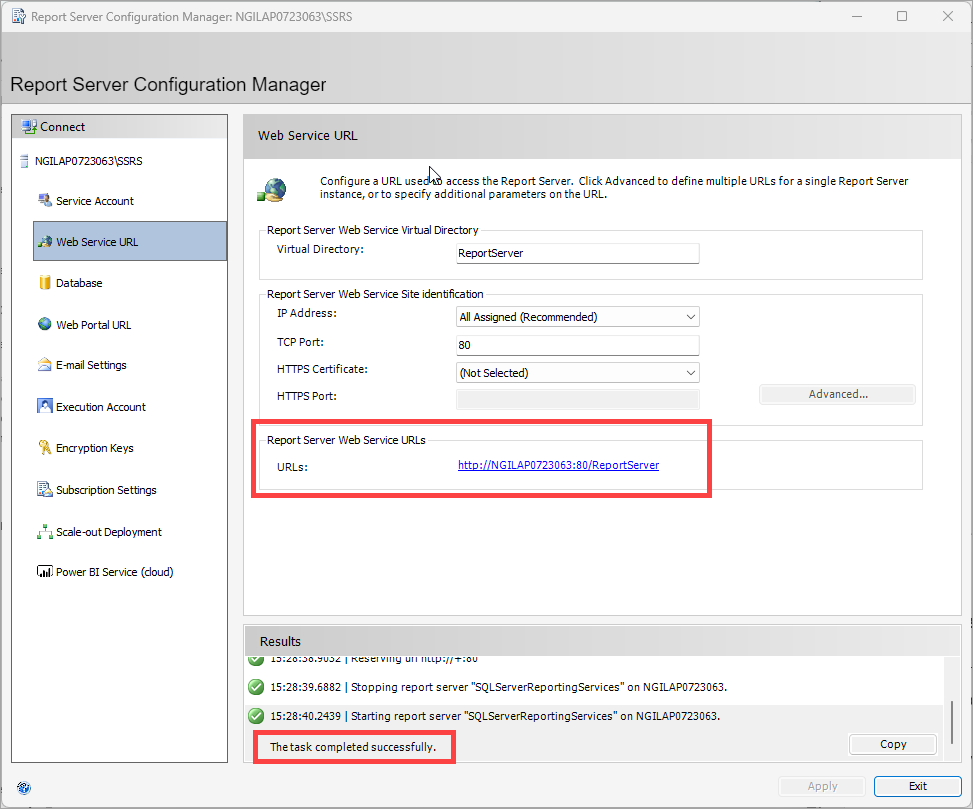 Report Server Configuration Manager: NGILAP0723063\SSRS
Report Server Configuration Manager
Connect
NGILAP0723063\SSRS
Service Account
Web Service URL
Database
Web Portal URL
E-mail Settings
Execution Account
Encryption Keys
Subscription Settings
Scale-out Deployment
Power BI Service (cloud)
Web Service URL
Configure a URL used to access the Report Server. Click Advanced to define multiple URLs for a single Report Server
instance, or to specify additional parameters on the URL.
Report Server Web Service Virtual Directory
Virtual Directory: ReportServer
Report Server Web Service Site identification
IP Address: All Assigned (Recommended)
TCP Port: 80
HTTPS Certificate: (Not Selected)
HTTPS Port:
Advanced...
Report Server Web Service URLs
URLs: http://NGILAP0723063:80/ReportServer
Results
15:28:38.9032 | Reserving url http://+:80
15:28:39.6882 | Stopping report server "SQLServerReportingServices" on NGILAP0723063.
15:28:40.2439 | Starting report server "SQLServerReportingServices" on NGILAP0723063.
The task completed successfully.
Copy
Apply
Exit